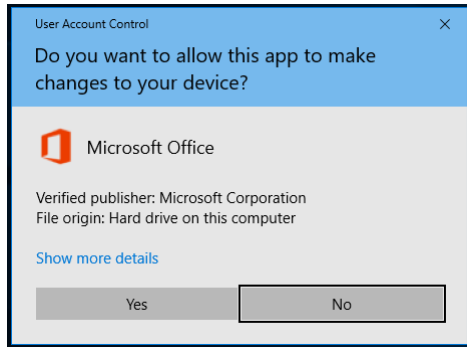 User Account Control
Do you want to allow this app to make
changes to your device?
Microsoft Office
Verified publisher: Microsoft Corporation
File origin: Hard drive on this computer
Show more details
Yes
No